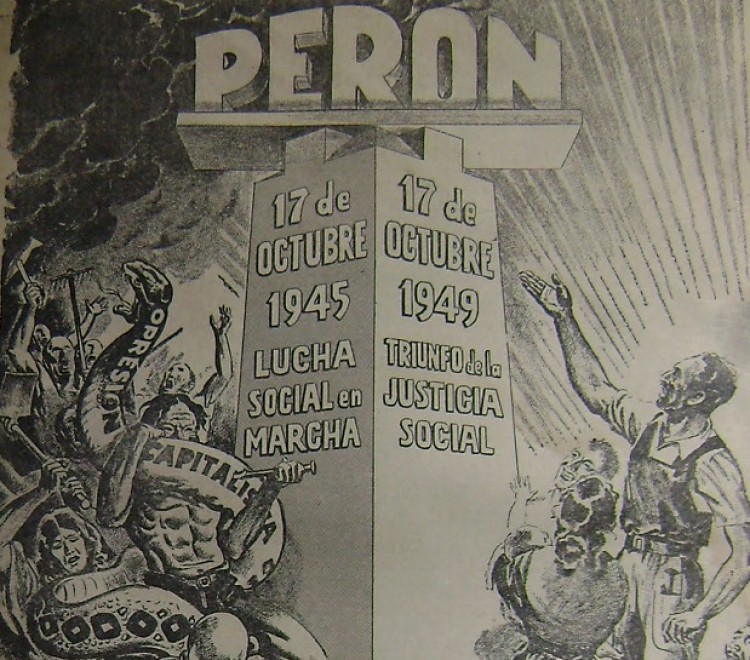 PERON
17 de
OCTUBRE
1945
LUCHA
SOCIAL en
MARCHA
17 de
OCTUBRE
1949
TRIUNFO de la
JUSTICIA
SOCIAL
OPRESION
CAPITALISTA